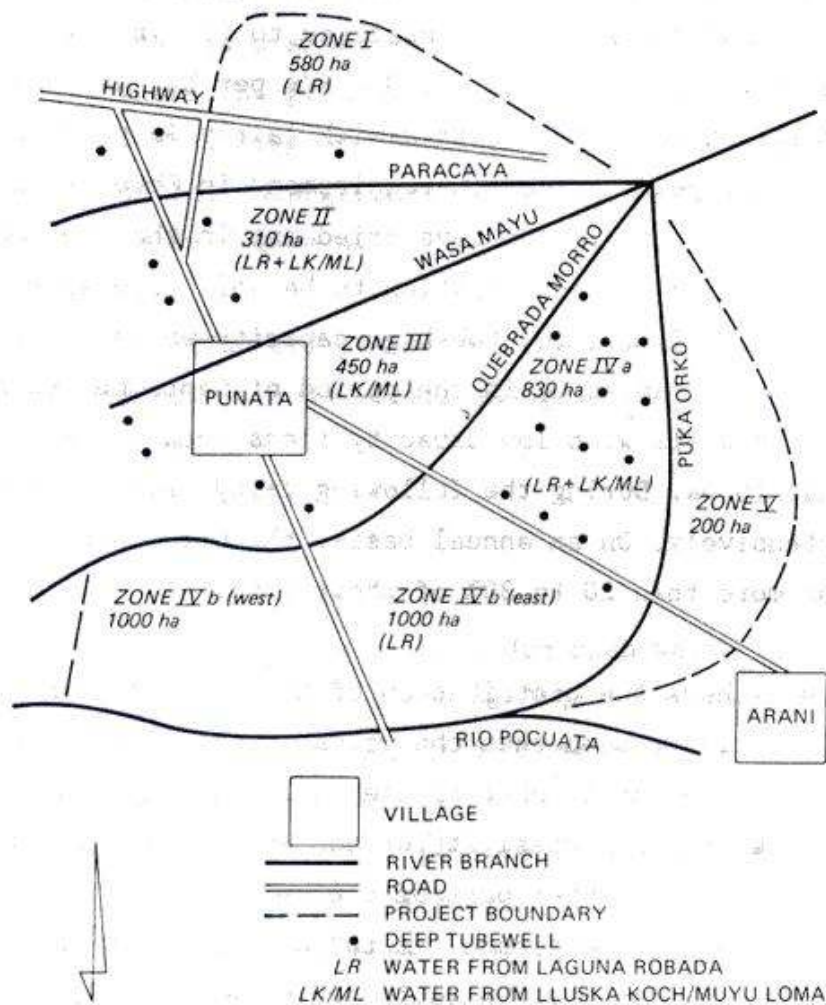 ZONE I
580 ha
(LR)
HIGHWAY
PARACAYA
ZONE II
310 ha
(LR + LK/ML)
WASA MAYU
QUEBRADA MORRO
ZONE III
450 ha
(LK/ML)
PUNATA
ZONE IV a
830 ha
(LR + LK/ML)
PUKA ORKO
ZONE V
200 ha
ZONE IV b (west)
1000 ha
ZONE IV b (east)
1000 ha
(LR)
ARANI
RIO POCUATA
VILLAGE
RIVER BRANCH
ROAD
PROJECT BOUNDARY
DEEP TUBEWELL
LR WATER FROM LAGUNA ROBADA
LK/ML WATER FROM LLUSKA KOCH/MUYU LOMA